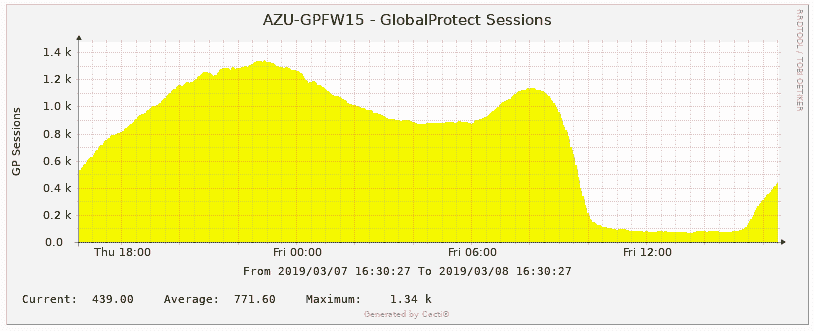 AZU-GPFW15 - GlobalProtect Sessions
RRDTOOL / TOBI OETIKER
GP Sessions
1.4 k
1.2 k
1.0 k
0.8 k
0.6 k
0.4 k
0.2 k
0.0
Thu 18:00 Fri 00:00 Fri 06:00 Fri 12:00
From 2019/03/07 16:30:27 To 2019/03/08 16:30:27
Current: 439.00 Average: 771.60 Maximum: 1.34 k
Generated by Cacti®